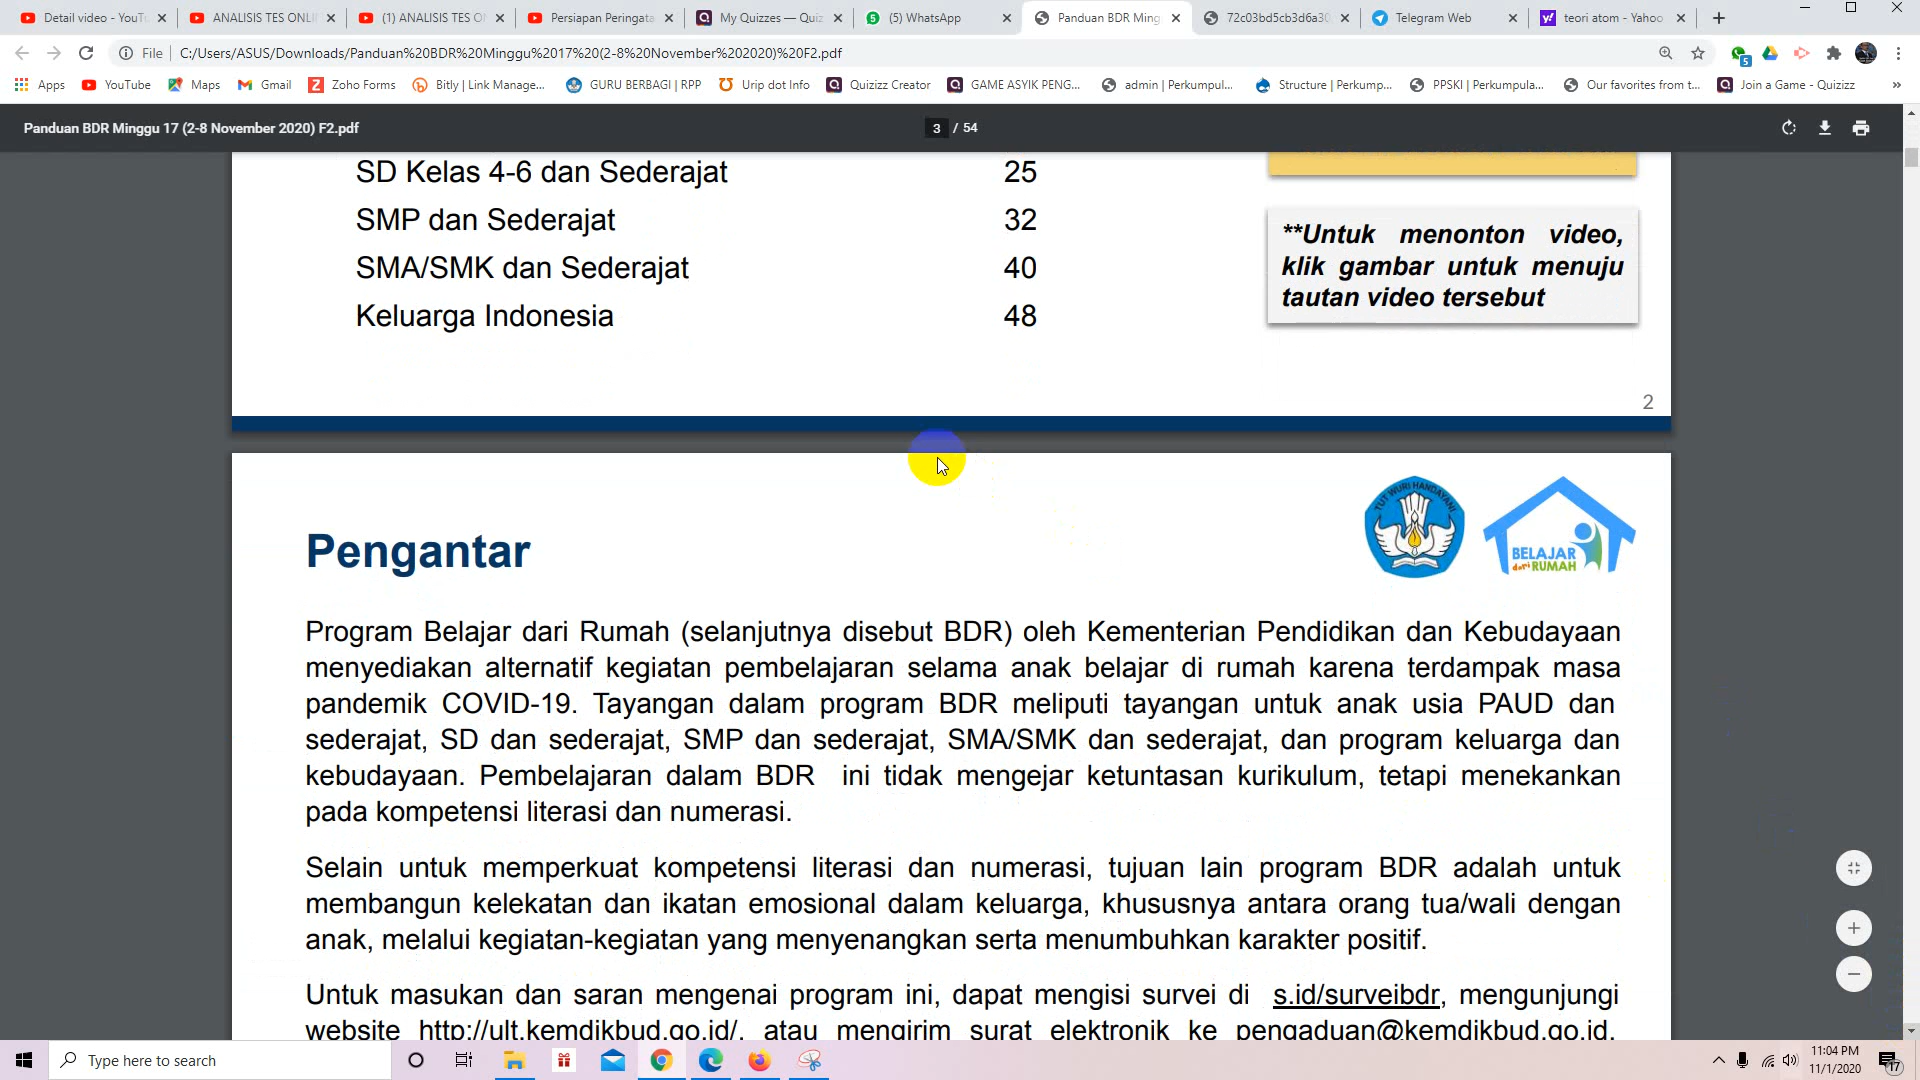 Detail video - YouTu
ANALISIS TES ONLI
(1) ANALISIS TES O
Persiapan Peringata
My Quizzes — Quiz
(5) WhatsApp
Panduan BDR Ming
72c03bd5cb3d6a30
Telegram Web
teori atom - Yahoo
File
C:/Users/ASUS/Downloads/Panduan%20BDR%20Minggu%2017%20(2-8%20November%202020)%20F2.pdf
5
Apps
YouTube
Maps
Gmail
Zoho Forms
Bitly | Link Manage...
GURU BERBAGI | RPP
Urip dot Info
Quizizz Creator
GAME ASYIK PENG...
admin | Perkumpul...
Structure | Perkump...
PPSKI | Perkumpula...
Our favorites from t...
Join a Game - Quizizz
»
Panduan BDR Minggu 17 (2-8 November 2020) F2.pdf
3 / 54
SD Kelas 4-6 dan Sederajat 25
SMP dan Sederajat 32
SMA/SMK dan Sederajat 40
Keluarga Indonesia 48
**Untuk menonton video,
klik gambar untuk menuju
tautan video tersebut
2
TUT WURI HANDAYANI
BELAJAR
dari RUMAH
Pengantar
Program Belajar dari Rumah (selanjutnya disebut BDR) oleh Kementerian Pendidikan dan Kebudayaan
menyediakan alternatif kegiatan pembelajaran selama anak belajar di rumah karena terdampak masa
pandemik COVID-19. Tayangan dalam program BDR meliputi tayangan untuk anak usia PAUD dan
sederajat, SD dan sederajat, SMP dan sederajat, SMA/SMK dan sederajat, dan program keluarga dan
kebudayaan. Pembelajaran dalam BDR ini tidak mengejar ketuntasan kurikulum, tetapi menekankan
pada kompetensi literasi dan numerasi.
Selain untuk memperkuat kompetensi literasi dan numerasi, tujuan lain program BDR adalah untuk
membangun kelekatan dan ikatan emosional dalam keluarga, khususnya antara orang tua/wali dengan
anak, melalui kegiatan-kegiatan yang menyenangkan serta menumbuhkan karakter positif.
Untuk masukan dan saran mengenai program ini, dapat mengisi survei di s.id/surveibdr, mengunjungi
website http://ult.kemdikbud.go.id/, atau mengirim surat elektronik ke pengaduan@kemdikbud.go.id.
Type here to search
11:04 PM
11/1/2020
17